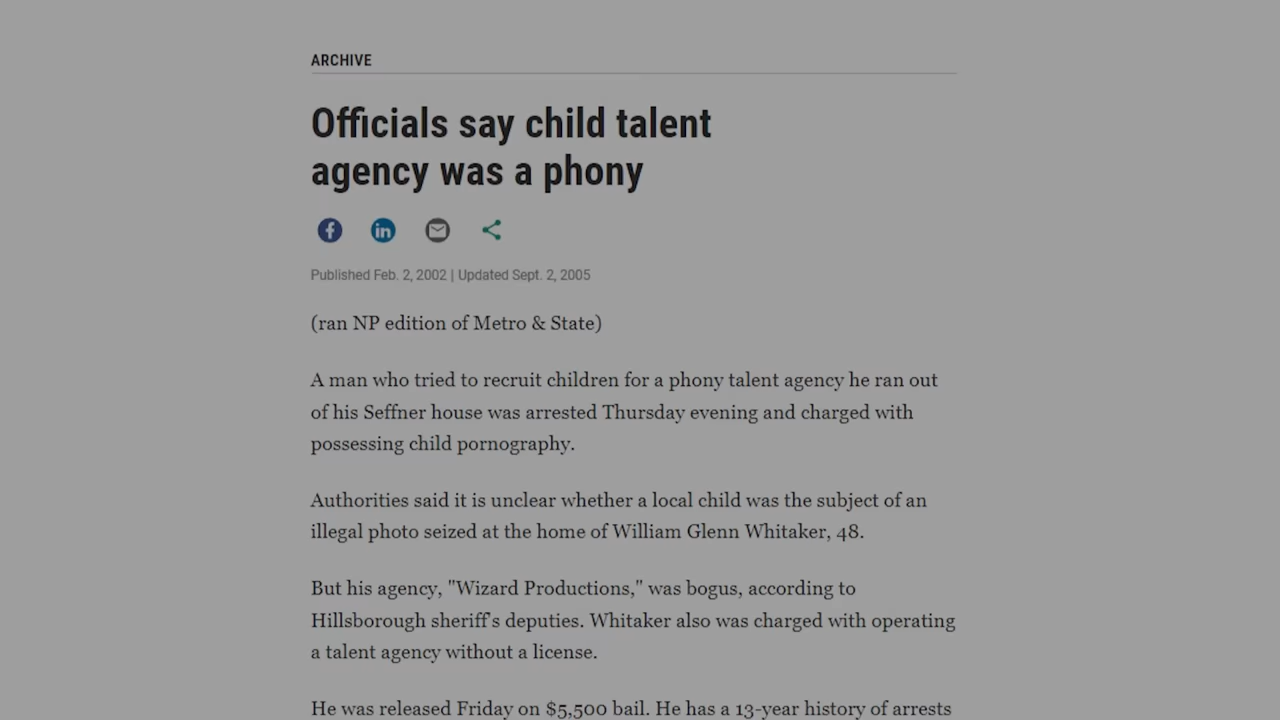 ARCHIVE
Officials say child talent
agency was a phony
Published Feb. 2, 2002 | Updated Sept. 2, 2005
(ran NP edition of Metro & State)
A man who tried to recruit children for a phony talent agency he ran out
of his Seffner house was arrested Thursday evening and charged with
possessing child pornography.
Authorities said it is unclear whether a local child was the subject of an
illegal photo seized at the home of William Glenn Whitaker, 48.
But his agency, "Wizard Productions," was bogus, according to
Hillsborough sheriff's deputies. Whitaker also was charged with operating
a talent agency without a license.
He was released Friday on $5,500 bail. He has a 13-year history of arrests